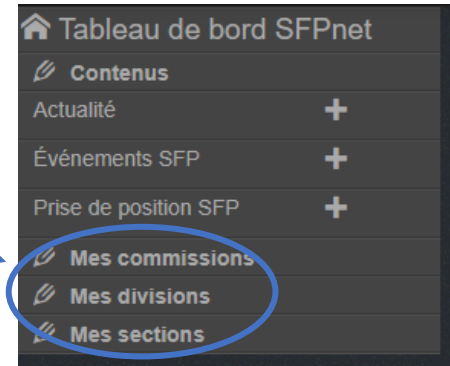 Tableau de bord SFPnet
Contenus
Actualité
Événements SFP
Prise de position SFP
Mes commissions
Mes divisions
Mes sections